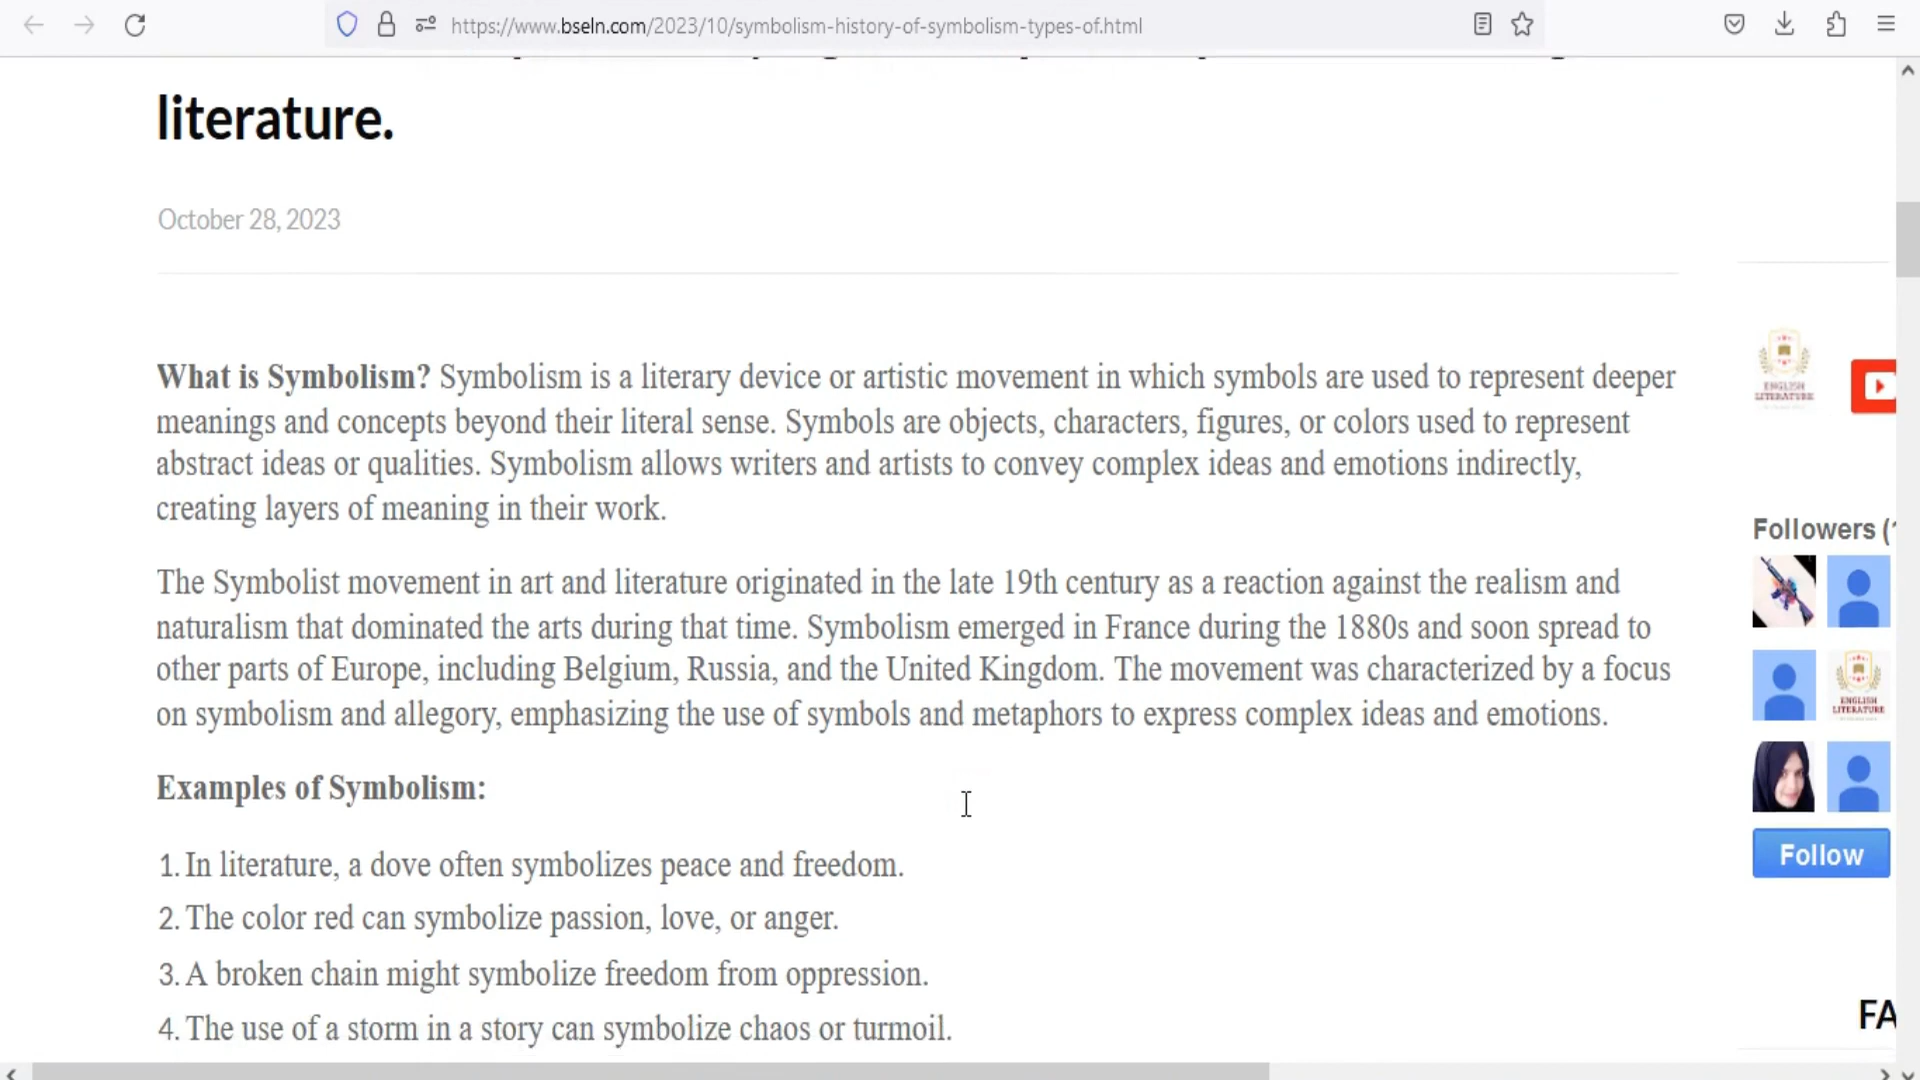 https://www.bseln.com/2023/10/symbolism-history-of-symbolism-types-of.html
literature.
October 28, 2023
What is Symbolism? Symbolism is a literary device or artistic movement in which symbols are used to represent deeper
meanings and concepts beyond their literal sense. Symbols are objects, characters, figures, or colors used to represent
abstract ideas or qualities. Symbolism allows writers and artists to convey complex ideas and emotions indirectly,
creating layers of meaning in their work.
The Symbolist movement in art and literature originated in the late 19th century as a reaction against the realism and
naturalism that dominated the arts during that time. Symbolism emerged in France during the 1880s and soon spread to
other parts of Europe, including Belgium, Russia, and the United Kingdom. The movement was characterized by a focus
on symbolism and allegory, emphasizing the use of symbols and metaphors to express complex ideas and emotions.
Examples of Symbolism:
1. In literature, a dove often symbolizes peace and freedom.
2. The color red can symbolize passion, love, or anger.
3. A broken chain might symbolize freedom from oppression.
4. The use of a storm in a story can symbolize chaos or turmoil.
ENGLISH
LITERATURE
Followers (
ENGLISH
LITERATURE
Follow
FA